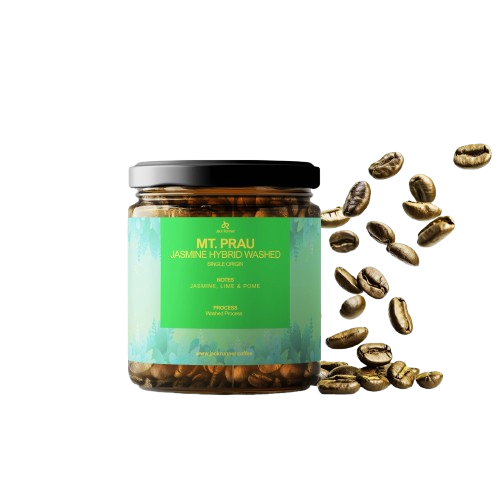 MT. PRAU
JASMINE HYBRID WASHED
SINGLE ORIGIN
NOTES
JASMINE, LIME & POME
PROCESS
Washed Process